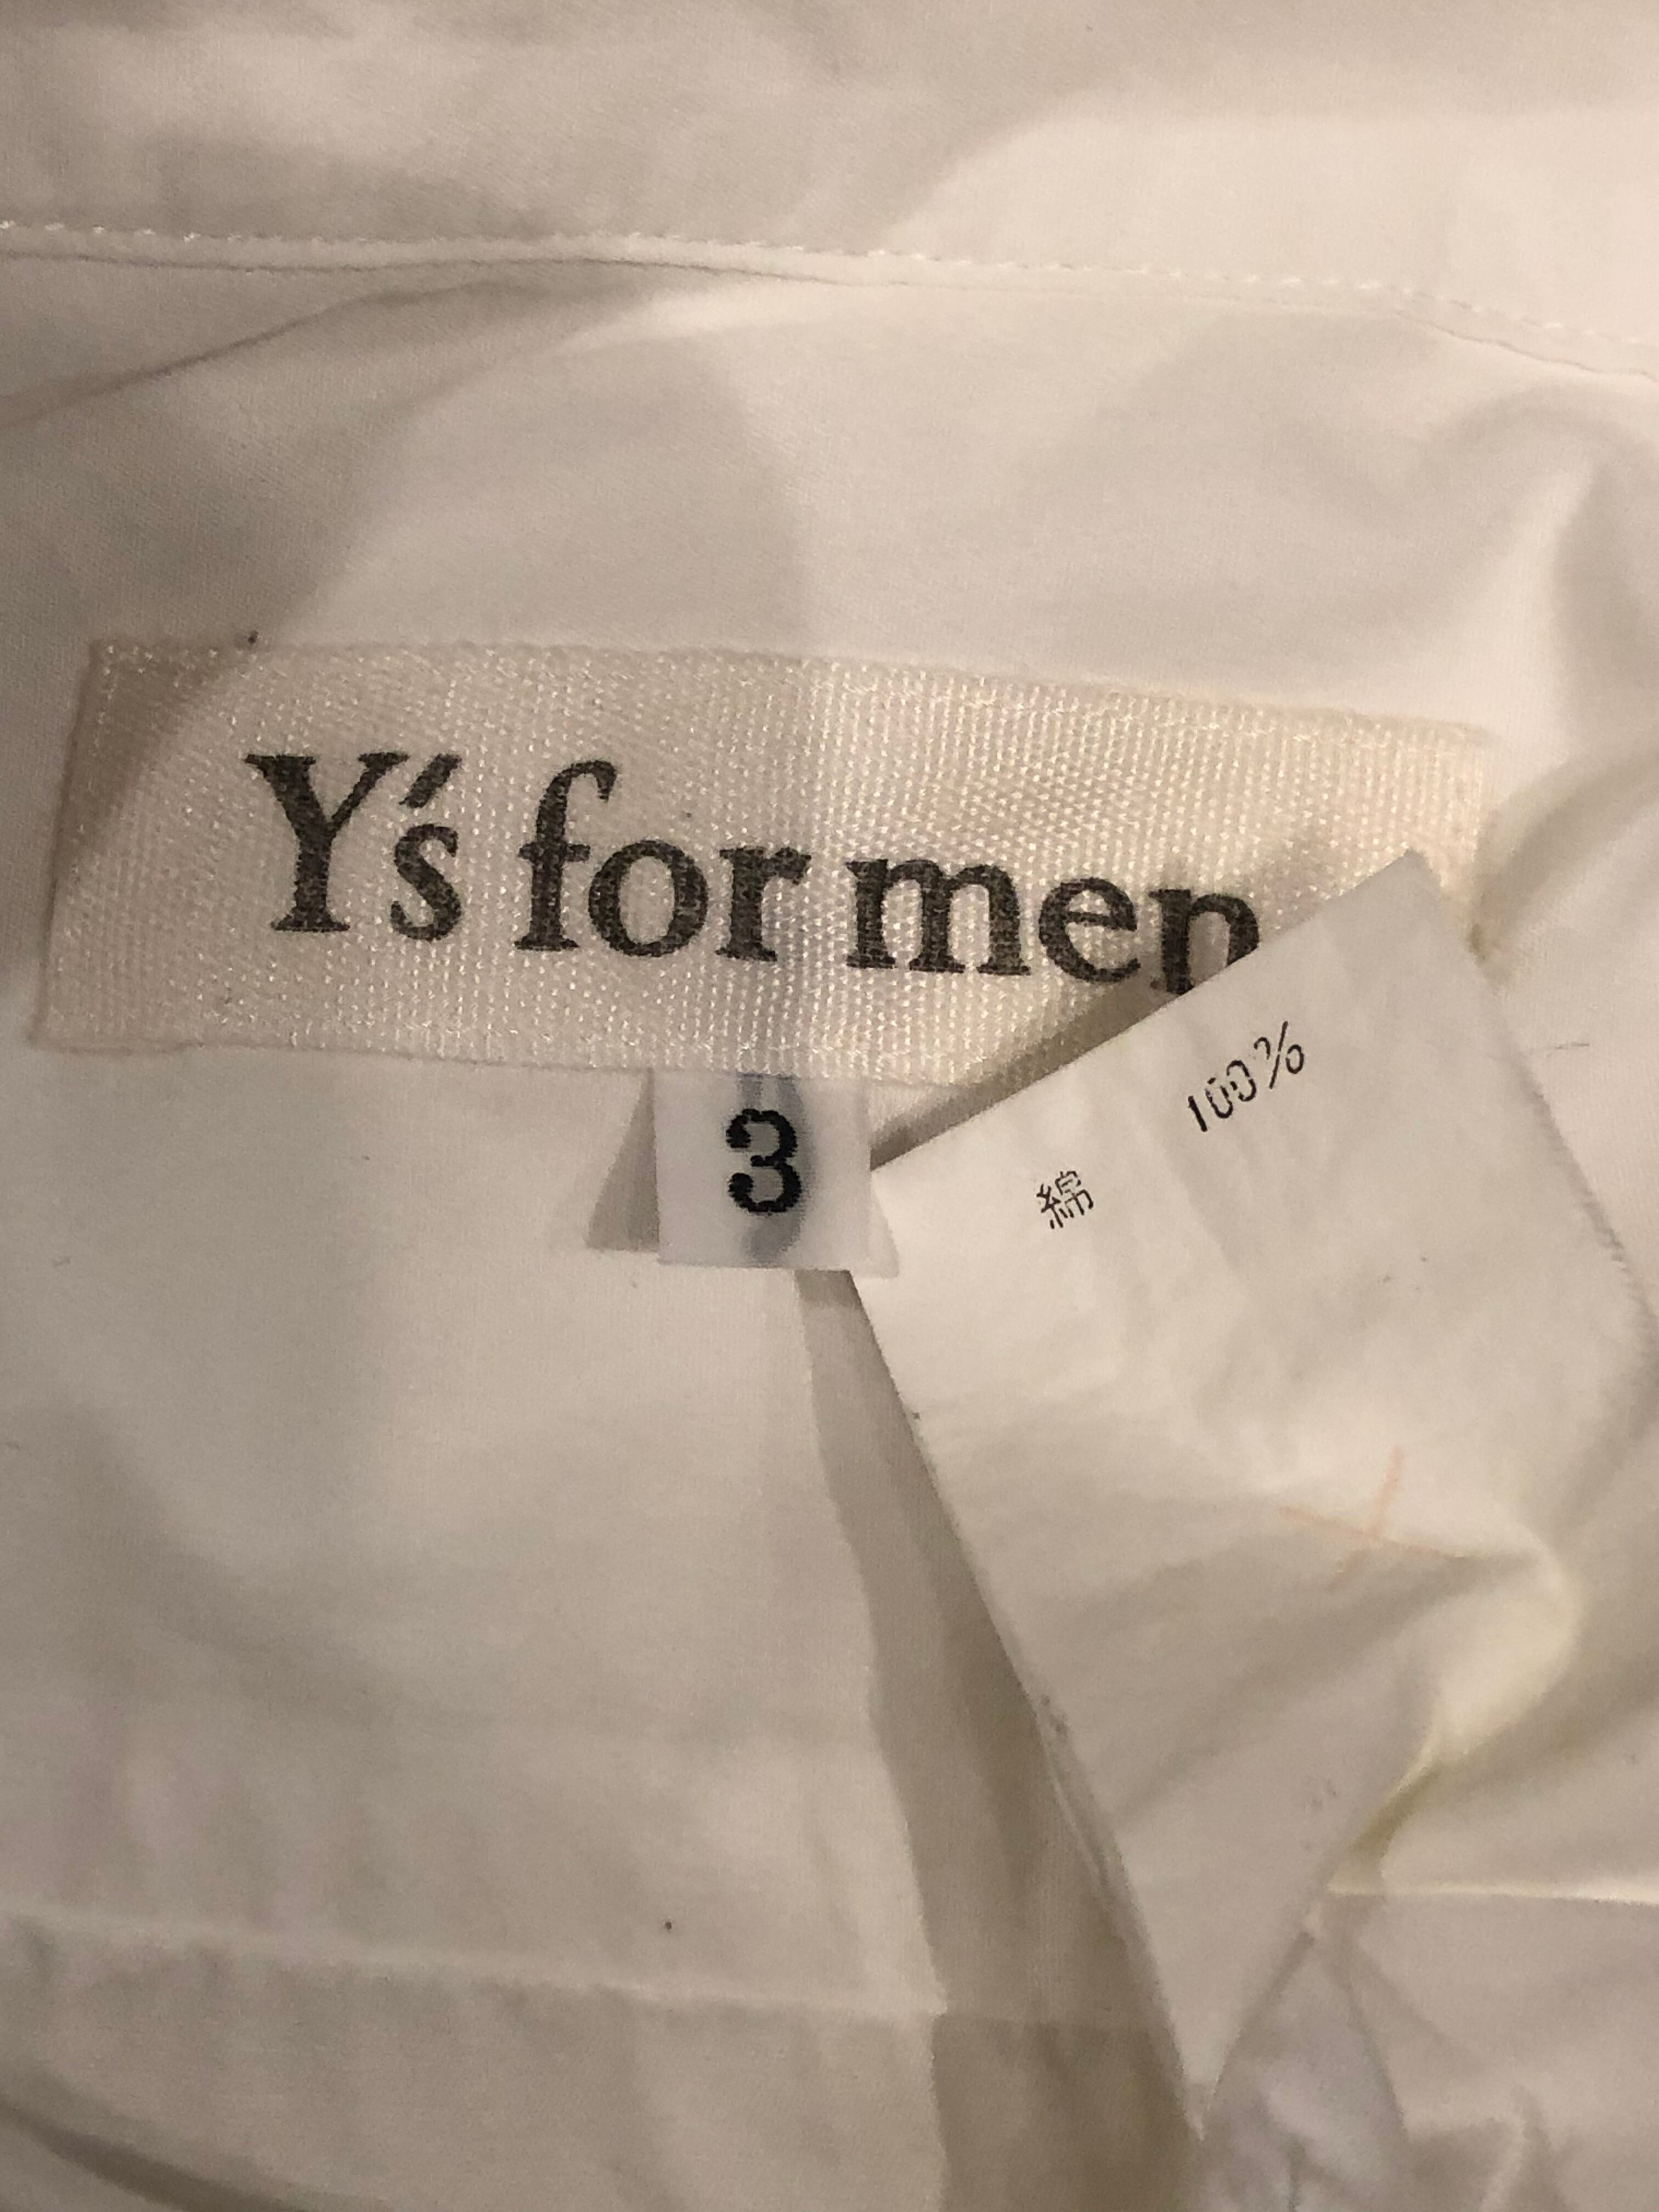 Y's for men
3
綿 100%